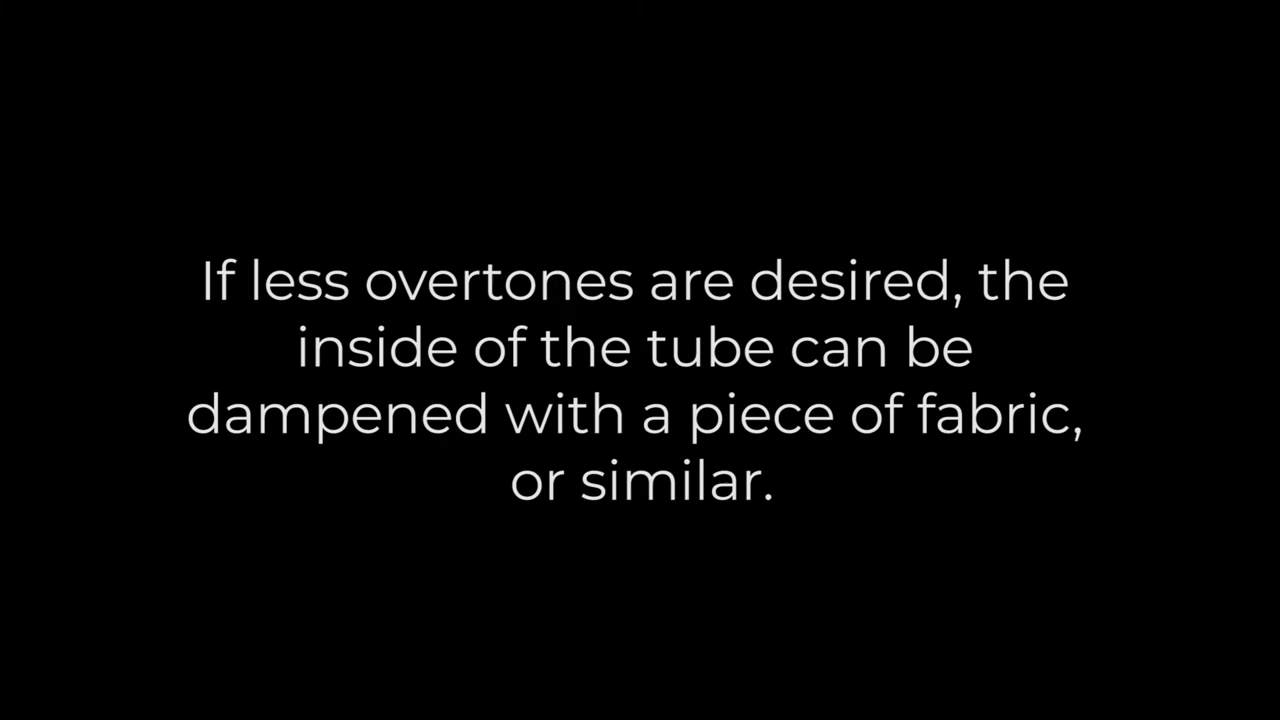 If less overtones are desired, the
inside of the tube can be
dampened with a piece of fabric,
or similar.